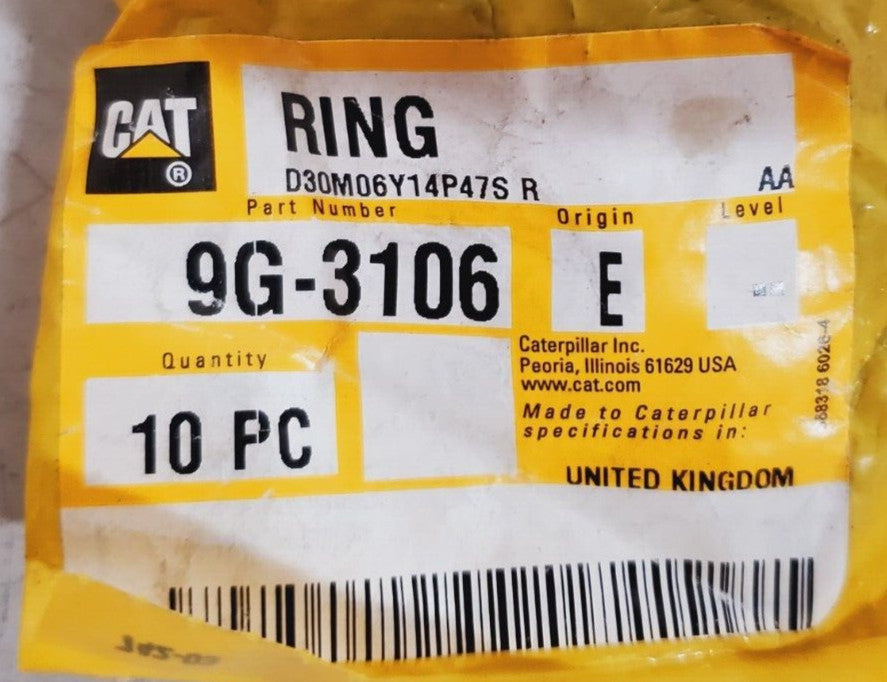 CAT
®
RING
D30M06Y14P47S R
AA
Part Number
Origin
Level
9G-3106
E
Quantity
10 PC
Caterpillar Inc.
Peoria, Illinois 61629 USA
www.cat.com
Made to Caterpillar
specifications in:
UNITED KINGDOM